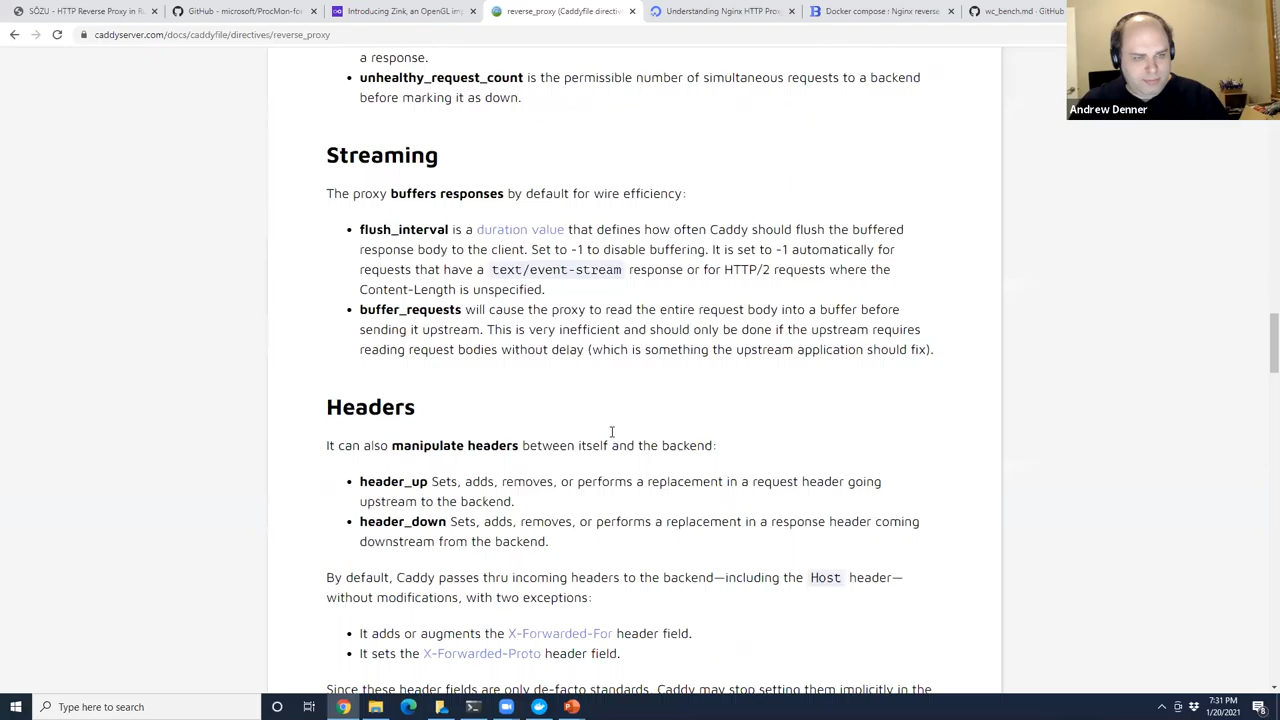 SŌZU - HTTP Reverse Proxy in R
GitHub - microsoft/ProcMon-for
Introducing Zink, an OpenGL im
reverse_proxy (Caddyfile directiv
Understanding Nginx HTTP Prox
Docker compose : Nginx reverse
wc_bench.md - GitHub
caddyserver.com/docs/caddyfile/directives/reverse_proxy
Andrew Denner
a response.
unhealthy_request_count is the permissible number of simultaneous requests to a backend
before marking it as down.
Streaming
The proxy buffers responses by default for wire efficiency:
flush_interval is a duration value that defines how often Caddy should flush the buffered
response body to the client. Set to -1 to disable buffering. It is set to -1 automatically for
requests that have a text/event-stream response or for HTTP/2 requests where the
Content-Length is unspecified.
buffer_requests will cause the proxy to read the entire request body into a buffer before
sending it upstream. This is very inefficient and should only be done if the upstream requires
reading request bodies without delay (which is something the upstream application should fix).
Headers
It can also manipulate headers between itself and the backend:
header_up Sets, adds, removes, or performs a replacement in a request header going
upstream to the backend.
header_down Sets, adds, removes, or performs a replacement in a response header coming
downstream from the backend.
By default, Caddy passes thru incoming headers to the backend—including the Host header—
without modifications, with two exceptions:
It adds or augments the X-Forwarded-For header field.
It sets the X-Forwarded-Proto header field.
Since these header fields are only de-facto standards, Caddy may stop setting them implicitly in the
Type here to search
7:31 PM
1/20/2021
8